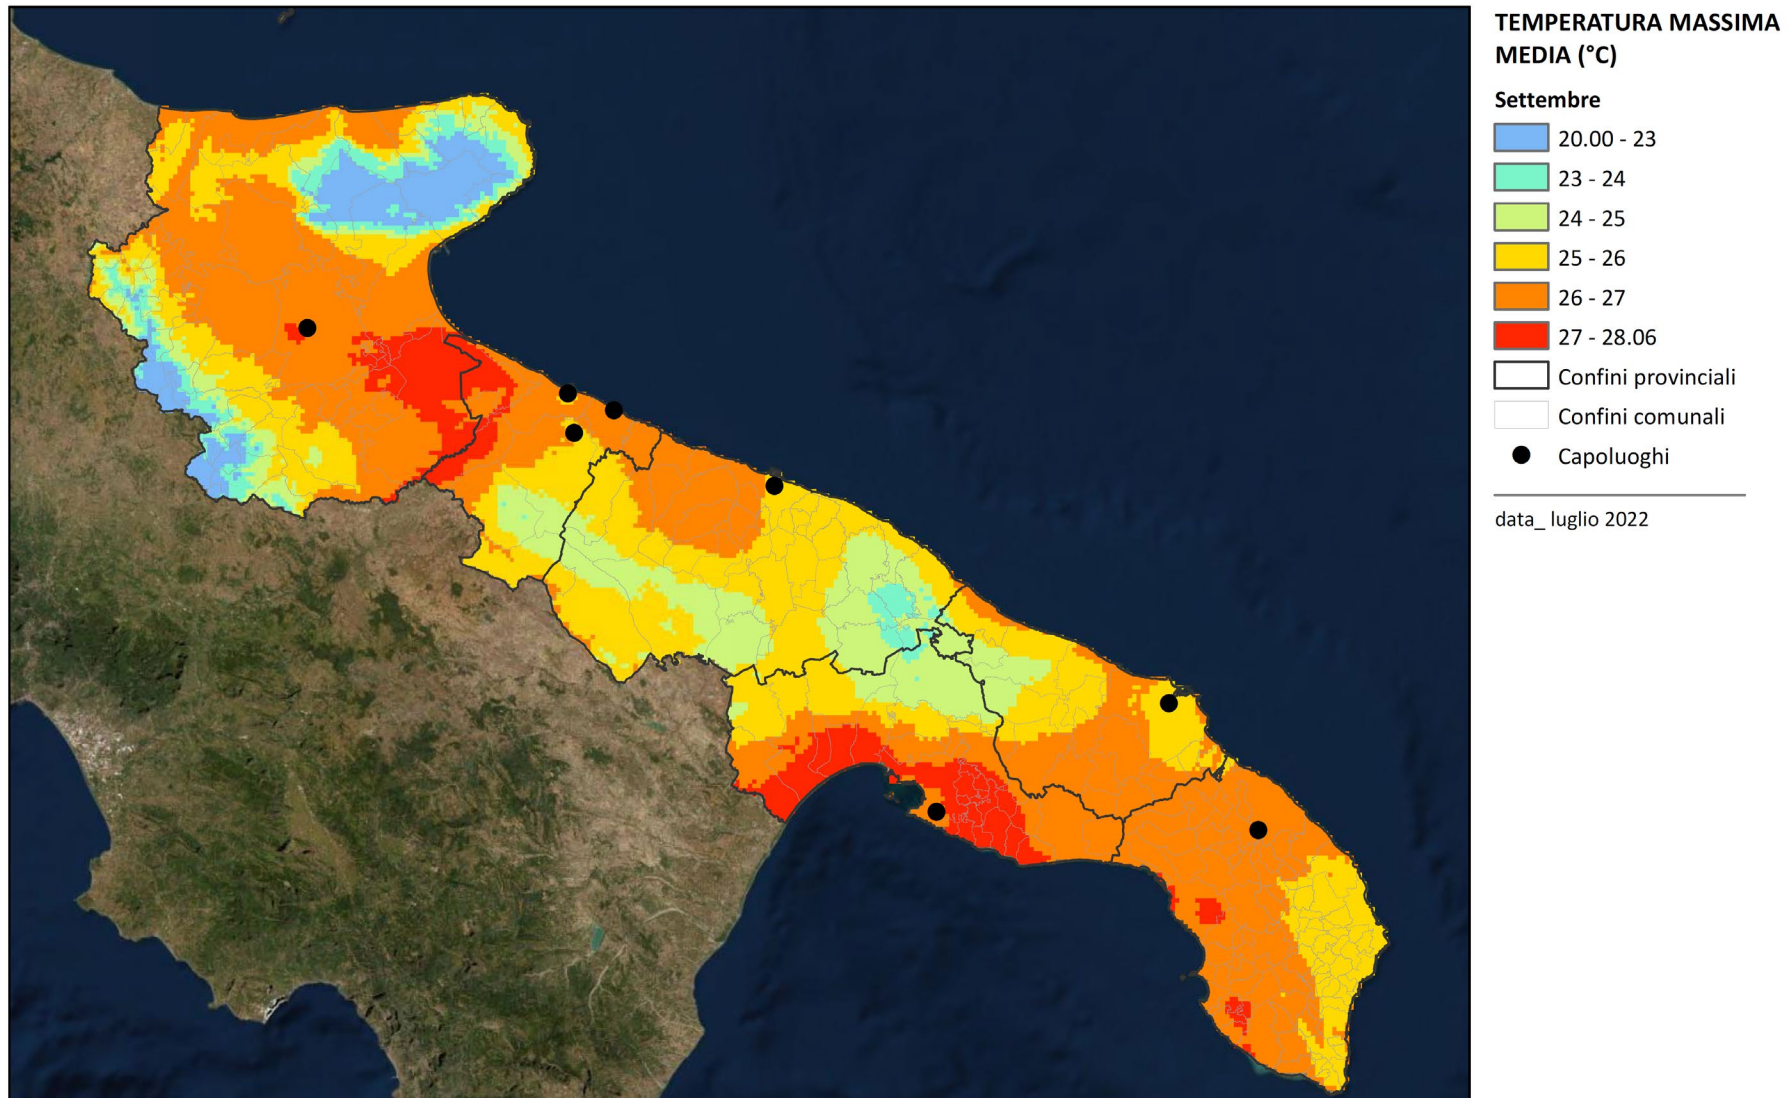 TEMPERATURA MASSIMA
MEDIA (°C)
Settembre
20.00 - 23
23 - 24
24 - 25
25 - 26
26 - 27
27 - 28.06
Confini provinciali
Confini comunali
Capoluoghi
data_ luglio 2022